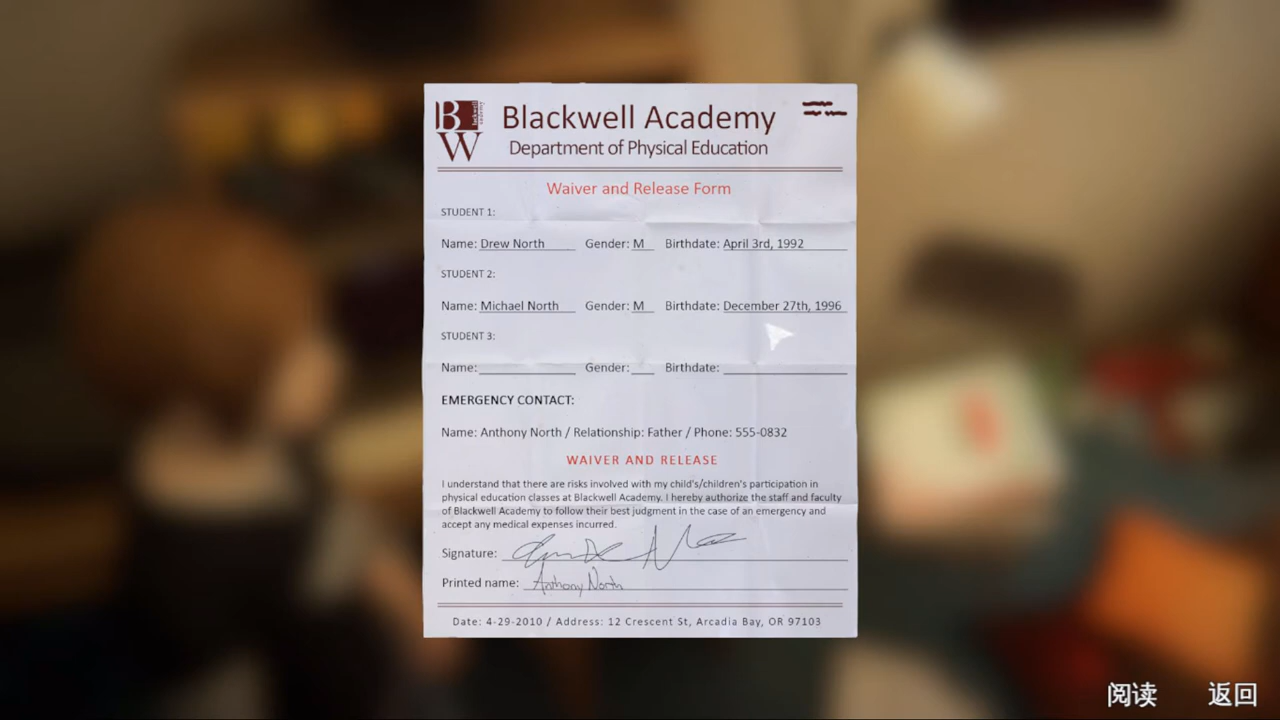 BW Blackwell Academy
Blackwell Academy
Department of Physical Education
Waiver and Release Form
STUDENT 1:
Name: Drew North Gender: M Birthdate: April 3rd, 1992
STUDENT 2:
Name: Michael North Gender: M Birthdate: December 27th, 1996
STUDENT 3:
Name: Gender: Birthdate:
EMERGENCY CONTACT:
Name: Anthony North / Relationship: Father / Phone: 555-0832
WAIVER AND RELEASE
I understand that there are risks involved with my child's/children's participation in
physical education classes at Blackwell Academy. I hereby authorize the staff and faculty
of Blackwell Academy to follow their best judgment in the case of an emergency and
accept any medical expenses incurred.
Signature:
Printed name: Anthony North
Date: 4-29-2010 / Address: 12 Crescent St, Arcadia Bay, OR 97103
阅读 返回